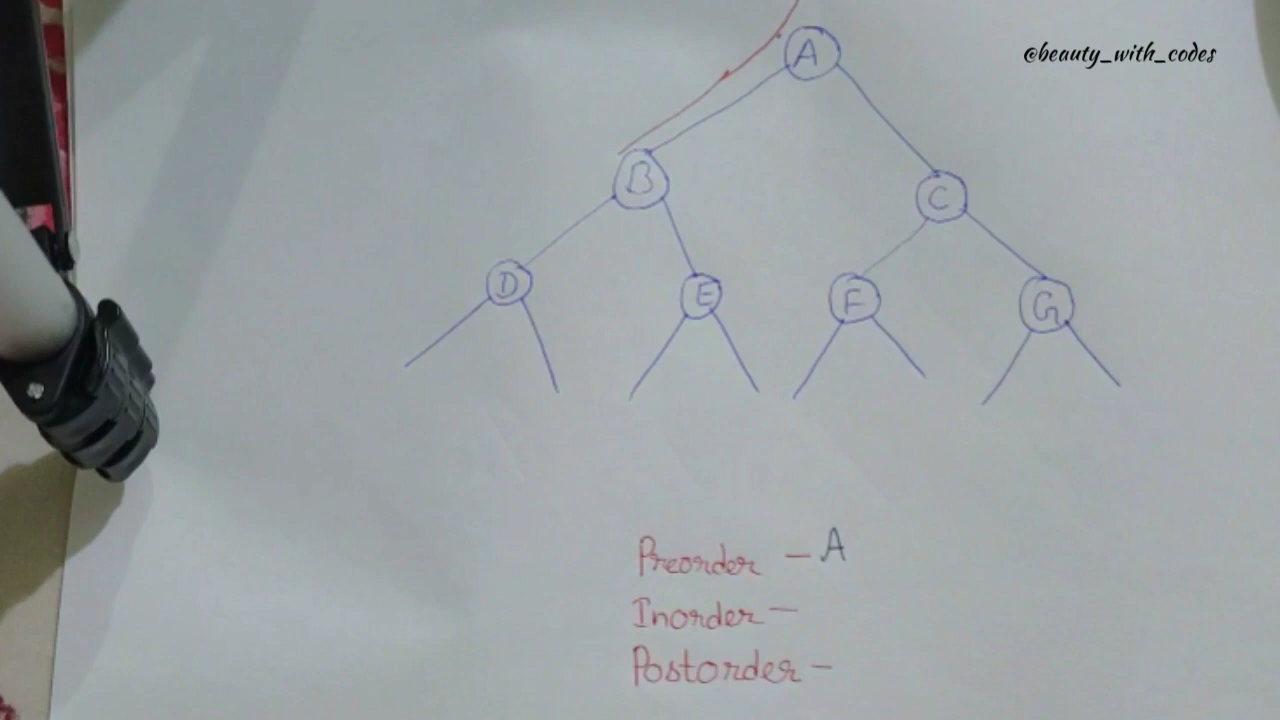 @beauty_with_codes
A
B
C
D
E
F
G
Preorder - A
Inorder -
Postorder -